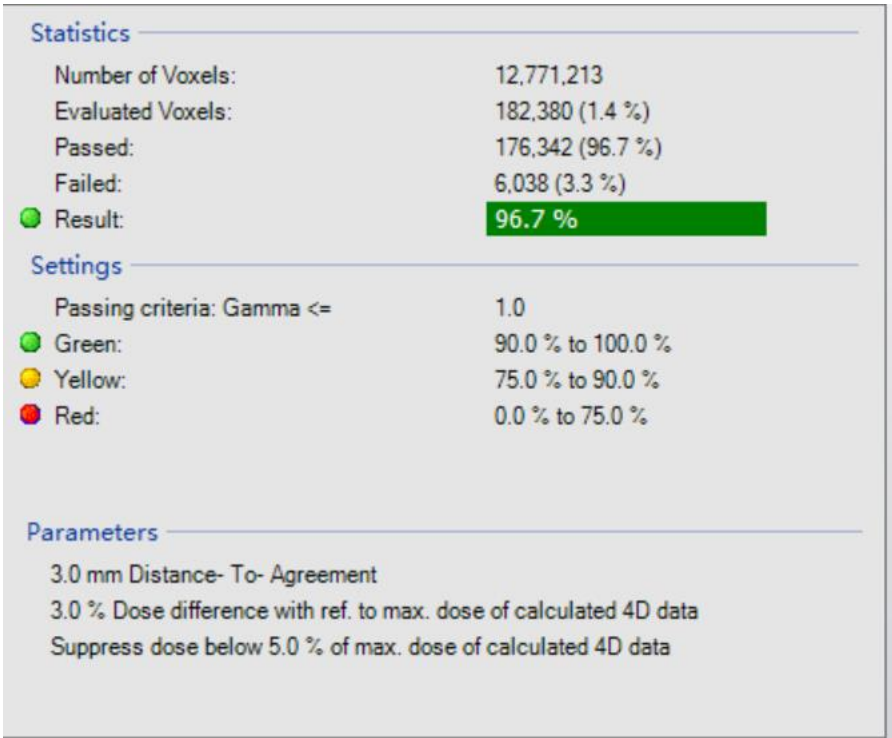 Statistics
Number of Voxels: 12,771,213
Evaluated Voxels: 182,380 (1.4 %)
Passed: 176,342 (96.7 %)
Failed: 6,038 (3.3 %)
Result: 96.7 %
Settings
Passing criteria: Gamma <= 1.0
Green: 90.0 % to 100.0 %
Yellow: 75.0 % to 90.0 %
Red: 0.0 % to 75.0 %
Parameters
3.0 mm Distance- To- Agreement
3.0 % Dose difference with ref. to max. dose of calculated 4D data
Suppress dose below 5.0 % of max. dose of calculated 4D data